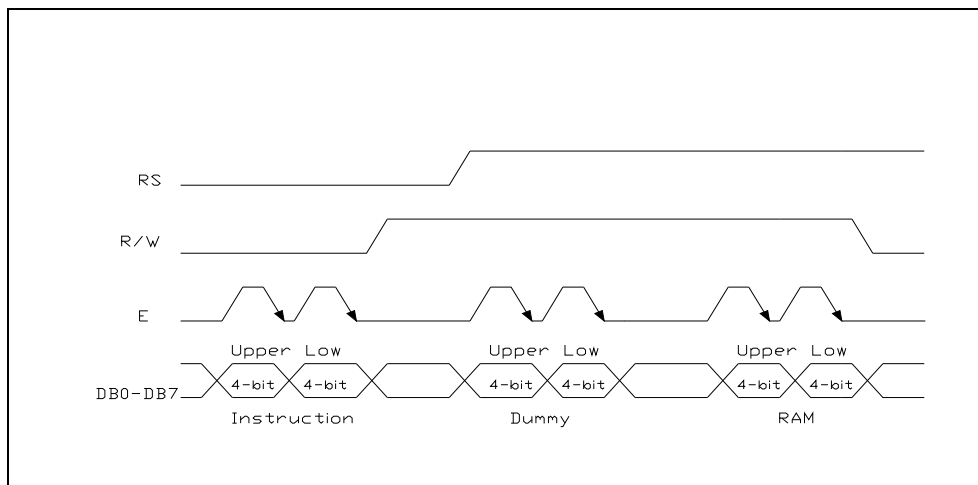 RS
R/W
E
Upper Low Upper Low Upper Low
DB0-DB7 4-bit 4-bit 4-bit 4-bit 4-bit 4-bit
Instruction Dummy RAM